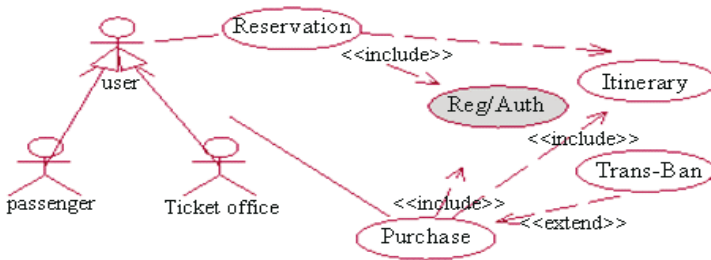 Reservation
<<include>>
user
Itinerary
Reg/Auth
<<include>>
Trans-Ban
passenger
Ticket office
<<include>>
<<extend>>
Purchase